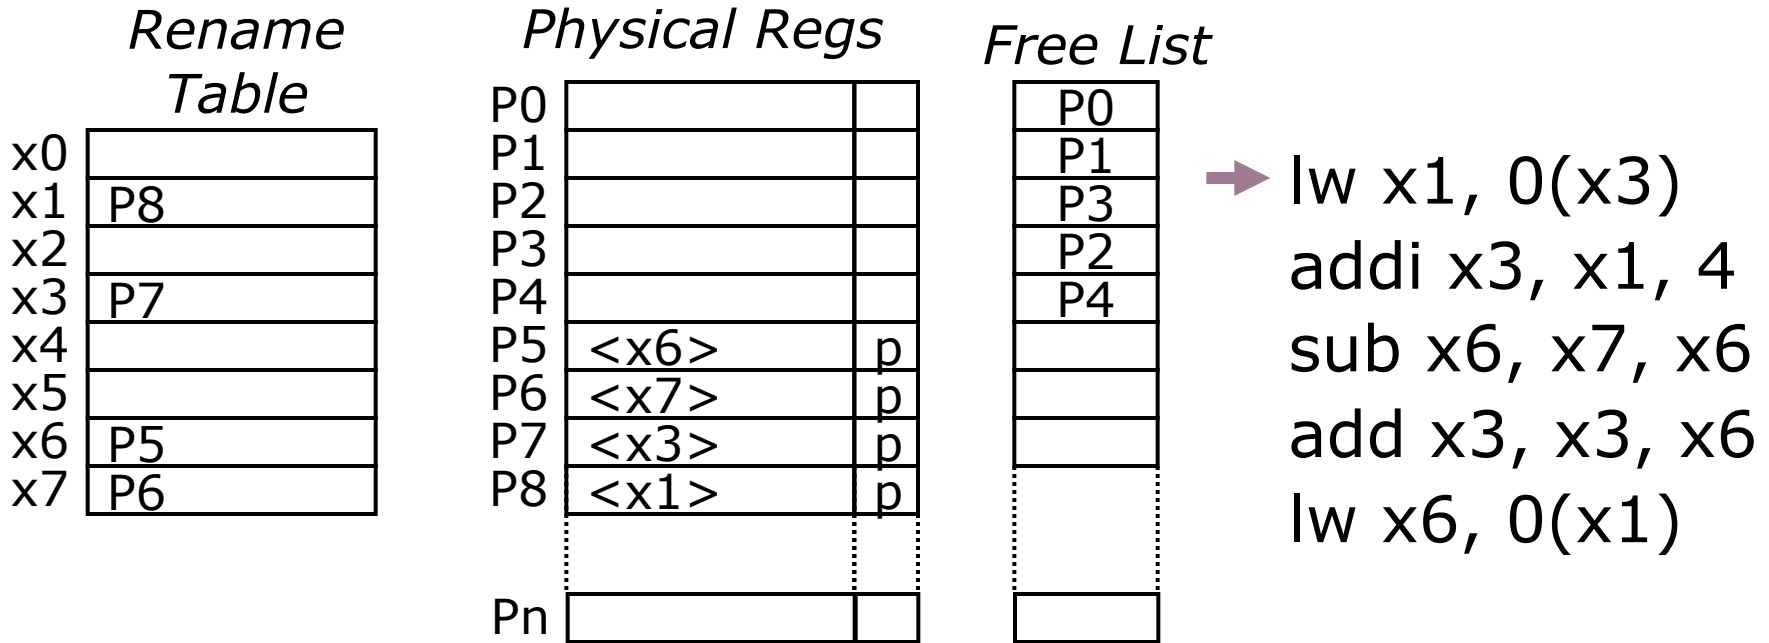 Rename
Table
x0
x1 P8
x2
x3 P7
x4
x5
x6 P5
x7 P6
Physical Regs
P0
P1
P2
P3
P4
P5 <x6> p
P6 <x7> p
P7 <x3> p
P8 <x1> p
Pn
Free List
P0
P1
P3
P2
P4
lw x1, 0(x3)
addi x3, x1, 4
sub x6, x7, x6
add x3, x3, x6
lw x6, 0(x1)